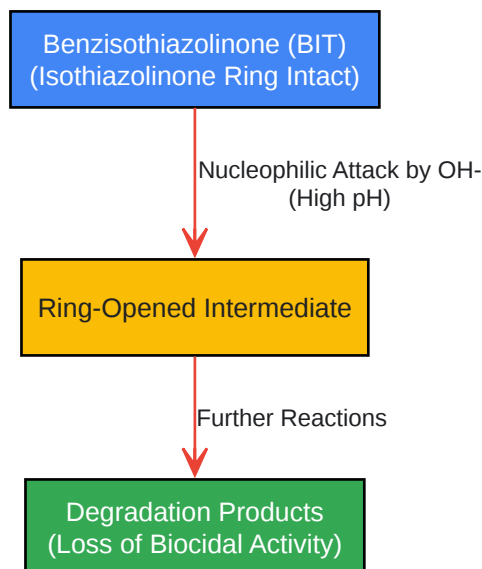 Benzisothiazolinone (BIT)
(Isothiazolinone Ring Intact)
Nucleophilic Attack by OH-
(High pH)
Ring-Opened Intermediate
Further Reactions
Degradation Products
(Loss of Biocidal Activity)